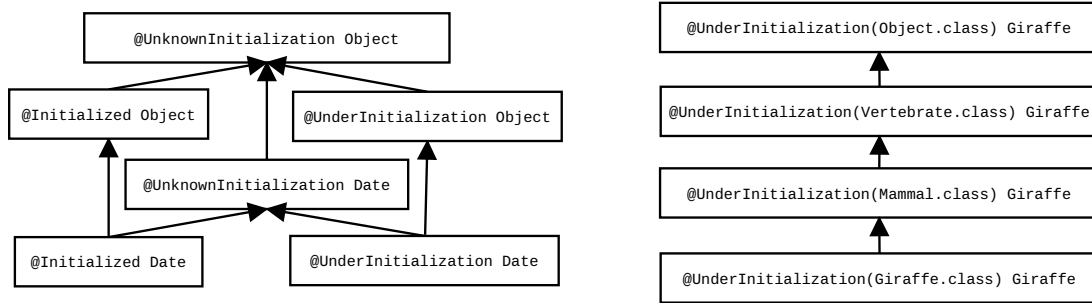 @UnknownInitialization Object
@Initialized Object
@UnderInitialization Object
@UnknownInitialization Date
@Initialized Date
@UnderInitialization Date
@UnderInitialization(Object.class) Giraffe
@UnderInitialization(Vertebrate.class) Giraffe
@UnderInitialization(Mammal.class) Giraffe
@UnderInitialization(Giraffe.class) Giraffe